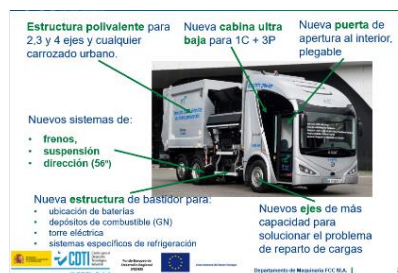 Estructura polivalente para
2,3 y 4 ejes y cualquier
carrozado urbano.
Nueva cabina ultra
baja para 1C + 3P
Nueva puerta de
apertura al interior,
plegable
Nuevos sistemas de:
• frenos,
• suspensión
• dirección (56º)
Nueva estructura de bastidor para:
• ubicación de baterías
• depósitos de combustible (GN)
• torre eléctrica
• sistemas específicos de refrigeración
Nuevos ejes de más
capacidad para
solucionar el problema
de reparto de cargas
CDTI
Departamento de Maquinaria FCC M.A.